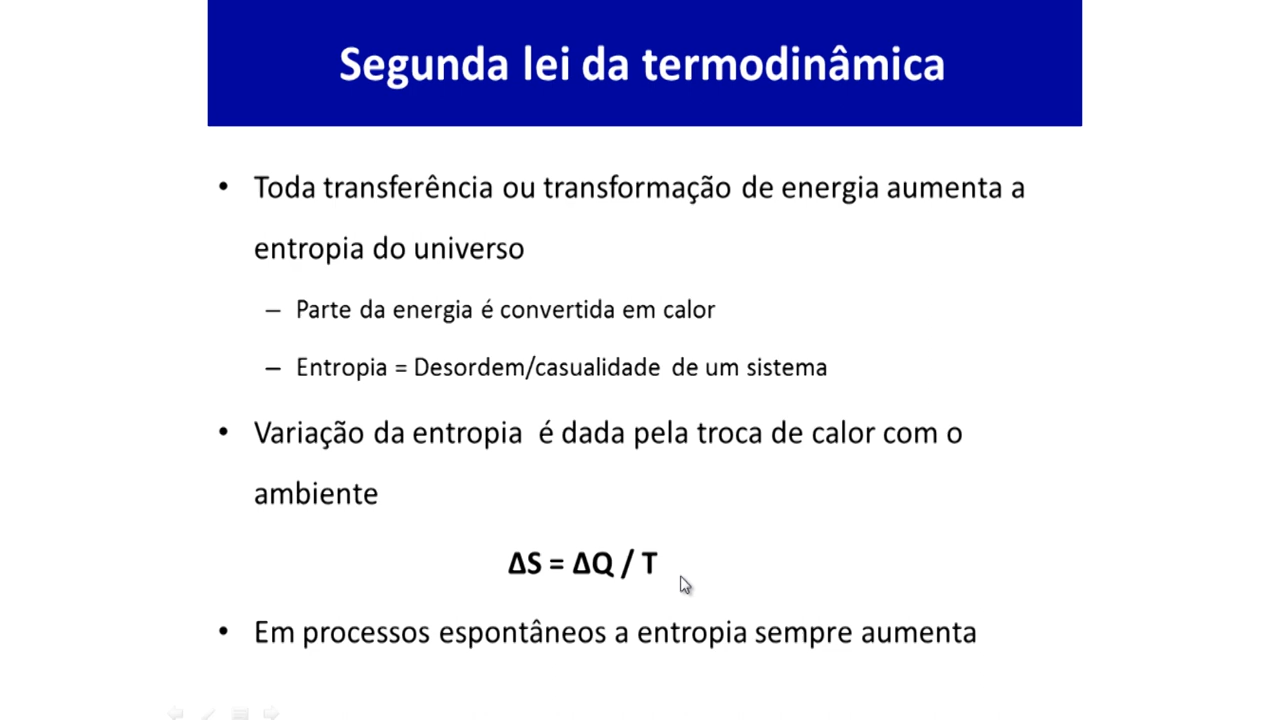 Segunda lei da termodinâmica
• Toda transferência ou transformação de energia aumenta a
entropia do universo
– Parte da energia é convertida em calor
– Entropia = Desordem/casualidade de um sistema
• Variação da entropia é dada pela troca de calor com o
ambiente
ΔS = ΔQ / T
• Em processos espontâneos a entropia sempre aumenta